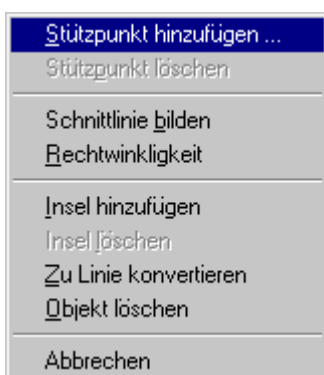 Stützpunkt hinzufügen ...
Stützpunkt löschen
Schnittlinie bilden
Rechtwinkligkeit
Insel hinzufügen
Insel löschen
Zu Linie konvertieren
Objekt löschen
Abbrechen